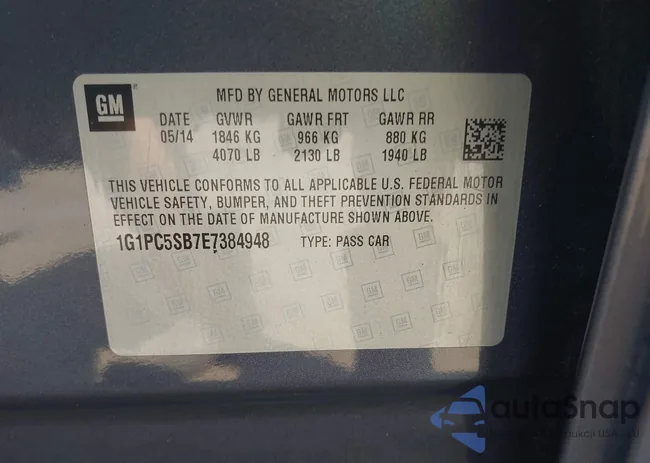 GM
MFD BY GENERAL MOTORS LLC
DATE GVWR GAWR FRT GAWR RR
05/14 1846 KG 966 KG 880 KG
4070 LB 2130 LB 1940 LB
THIS VEHICLE CONFORMS TO ALL APPLICABLE U.S. FEDERAL MOTOR
VEHICLE SAFETY, BUMPER, AND THEFT PREVENTION STANDARDS IN
EFFECT ON THE DATE OF MANUFACTURE SHOWN ABOVE.
1G1PC5SB7E7384948 TYPE: PASS CAR
autoSnap